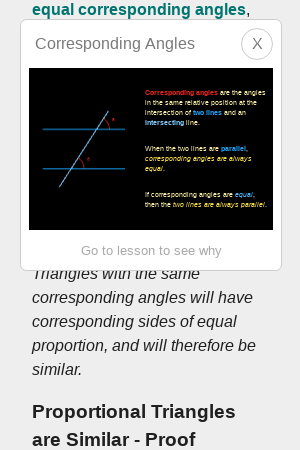 equal corresponding angles,
Corresponding Angles
X
Corresponding angles are the angles
in the same relative position at the
intersection of two lines and an
intersecting line.
When the two lines are parallel,
corresponding angles are always
equal.
If corresponding angles are equal,
then the two lines are always parallel.
Go to lesson to see why
Triangles with the same
corresponding angles will have
corresponding sides of equal
proportion, and will therefore be
similar.
Proportional Triangles
are Similar - Proof